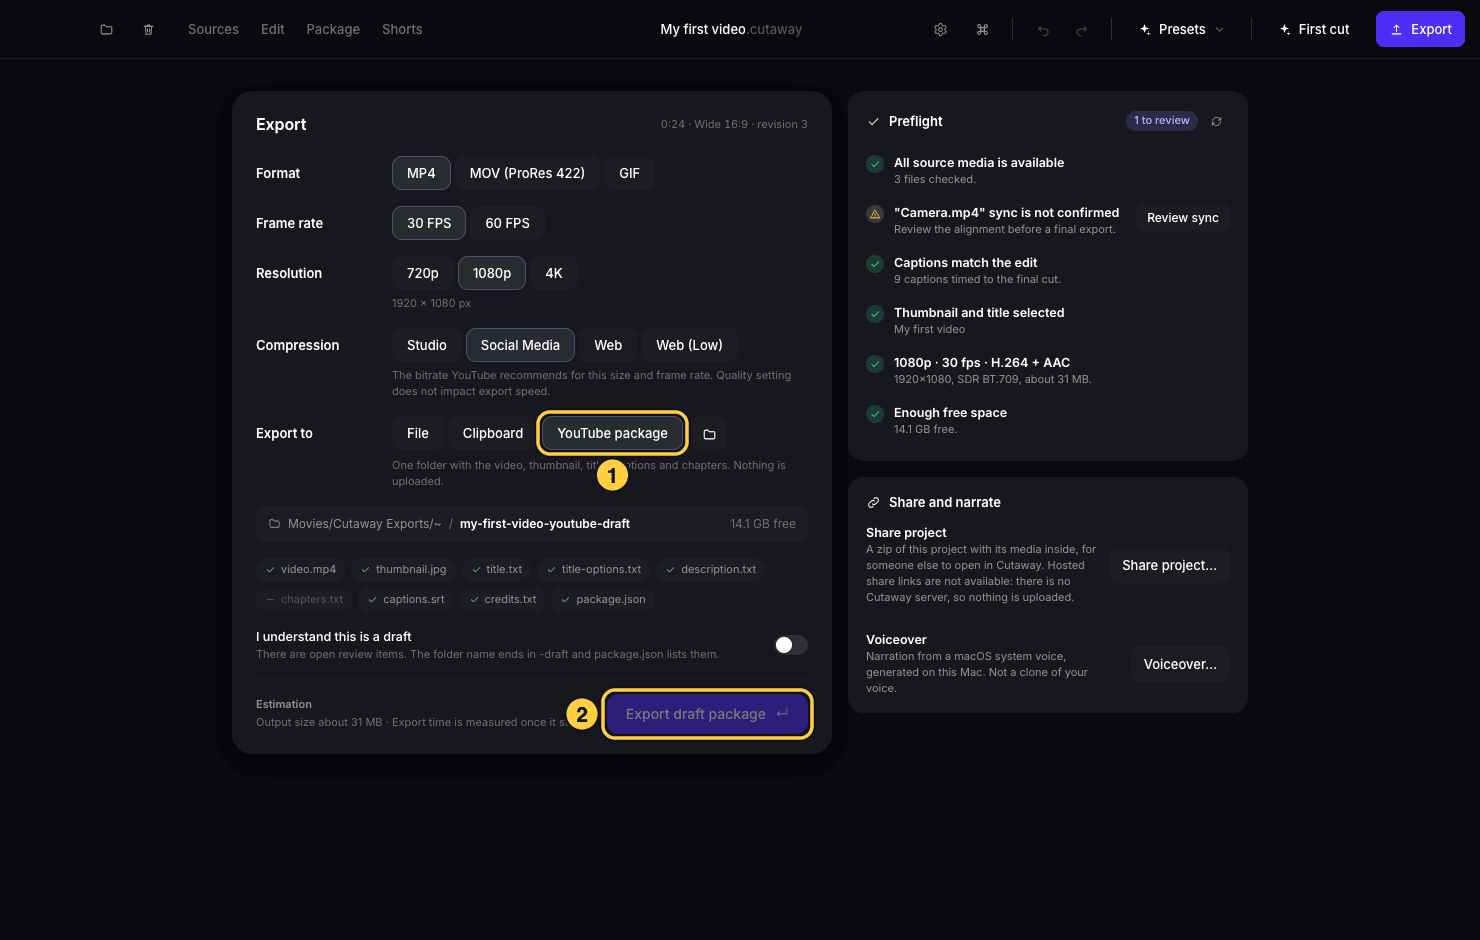 Sources Edit Package Shorts
My first video.cutaway
Presets
First cut
Export
Export
0:24 · Wide 16:9 · revision 3
Format
MP4 MOV (ProRes 422) GIF
Frame rate
30 FPS 60 FPS
Resolution
720p 1080p 4K
1920 × 1080 px
Compression
Studio Social Media Web Web (Low)
The bitrate YouTube recommends for this size and frame rate. Quality setting
does not impact export speed.
Export to
File Clipboard YouTube package
One folder with the video, thumbnail, and chapters. Nothing is
uploaded.
1
Movies/Cutaway Exports/~ / my-first-video-youtube-draft
14.1 GB free
video.mp4 thumbnail.jpg title.txt title-options.txt description.txt
chapters.txt captions.srt credits.txt package.json
I understand this is a draft
There are open review items. The folder name ends in -draft and package.json lists them.
Estimation
Output size about 31 MB · Export time is measured once it
2
Export draft package
Preflight
1 to review
All source media is available
3 files checked.
"Camera.mp4" sync is not confirmed
Review the alignment before a final export.
Review sync
Captions match the edit
9 captions timed to the final cut.
Thumbnail and title selected
My first video
1080p · 30 fps · H.264 + AAC
1920×1080, SDR BT.709, about 31 MB.
Enough free space
14.1 GB free.
Share and narrate
Share project
A zip of this project with its media inside, for
someone else to open in Cutaway. Hosted
share links are not available: there is no
Cutaway server, so nothing is uploaded.
Share project...
Voiceover
Narration from a macOS system voice,
generated on this Mac. Not a clone of your
voice.
Voiceover...